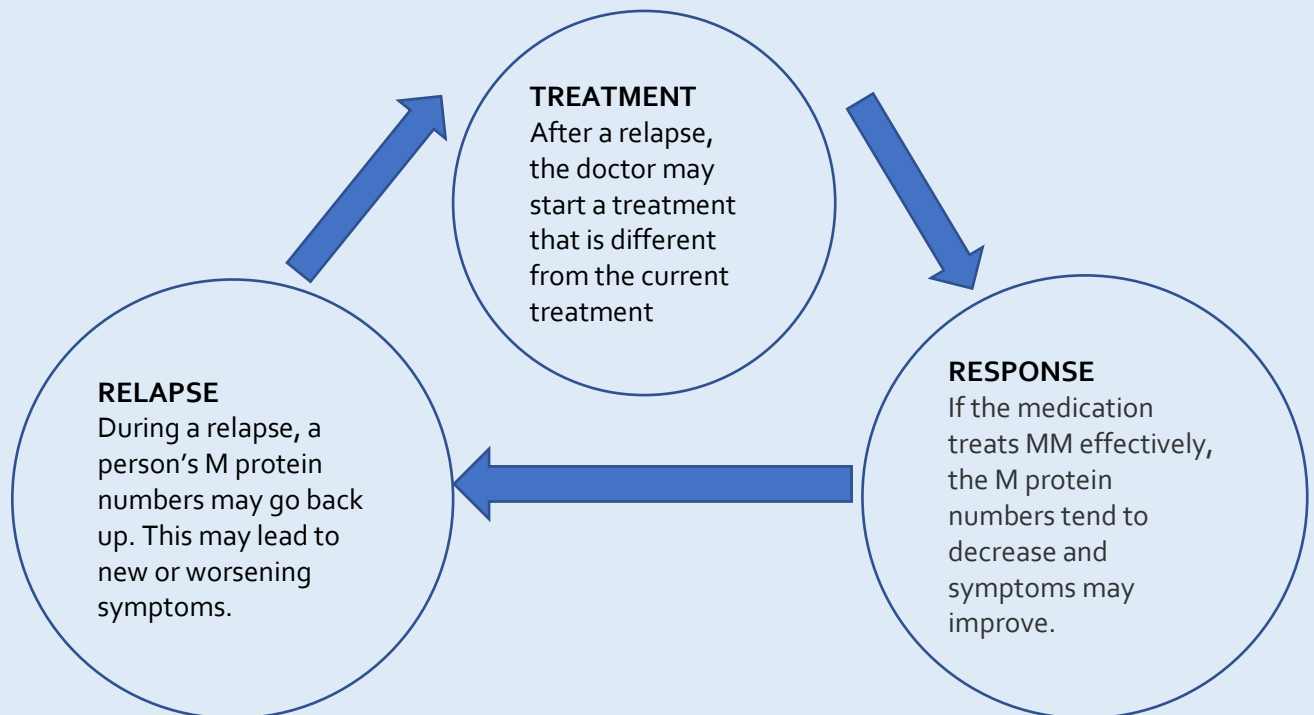 TREATMENT
After a relapse,
the doctor may
start a treatment
that is different
from the current
treatment
RESPONSE
If the medication
treats MM effectively,
the M protein
numbers tend to
decrease and
symptoms may
improve.
RELAPSE
During a relapse, a
person's M protein
numbers may go back
up. This may lead to
new or worsening
symptoms.